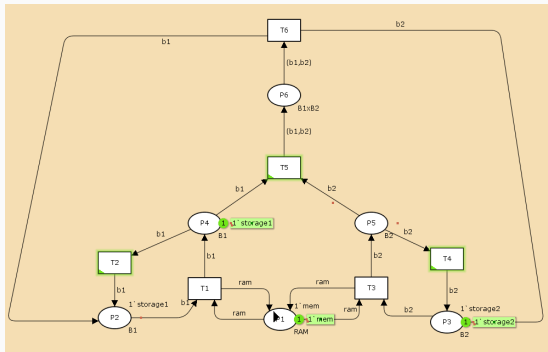 b1
T6
b2
(b1,b2)
P6
B1xB2
(b1,b2)
T5
b1
b2
P4
1
1`storage1
B1
P5
B2
b1
b2
T2
T4
b1
b1
b2
b2
T1
ram
ram
T3
1`storage1
b1
P2
B1
ram
1`mem
P1
1
1`mem
RAM
ram
b2
1`storage2
P3
1
1`storage2
B2